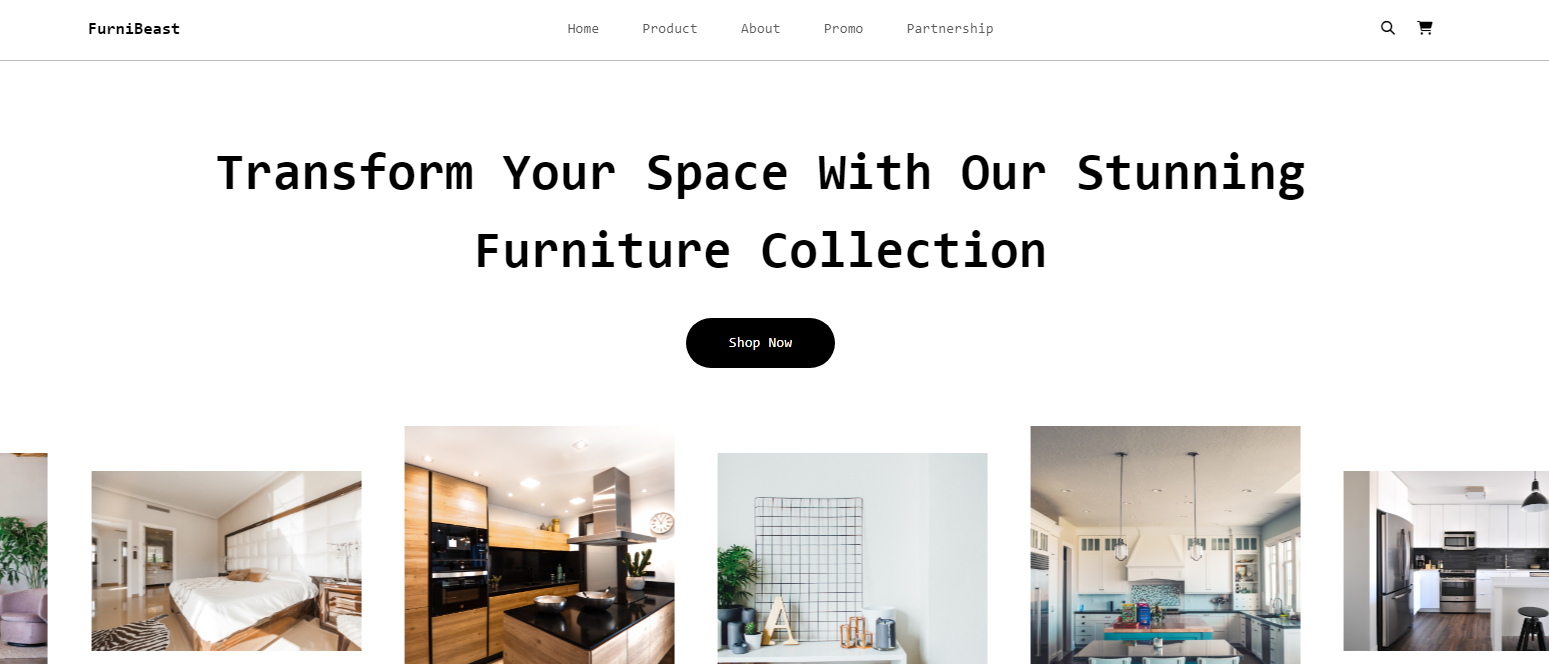 FurniBeast
Home Product About Promo Partnership
Transform Your Space With Our Stunning
Furniture Collection
Shop Now
A